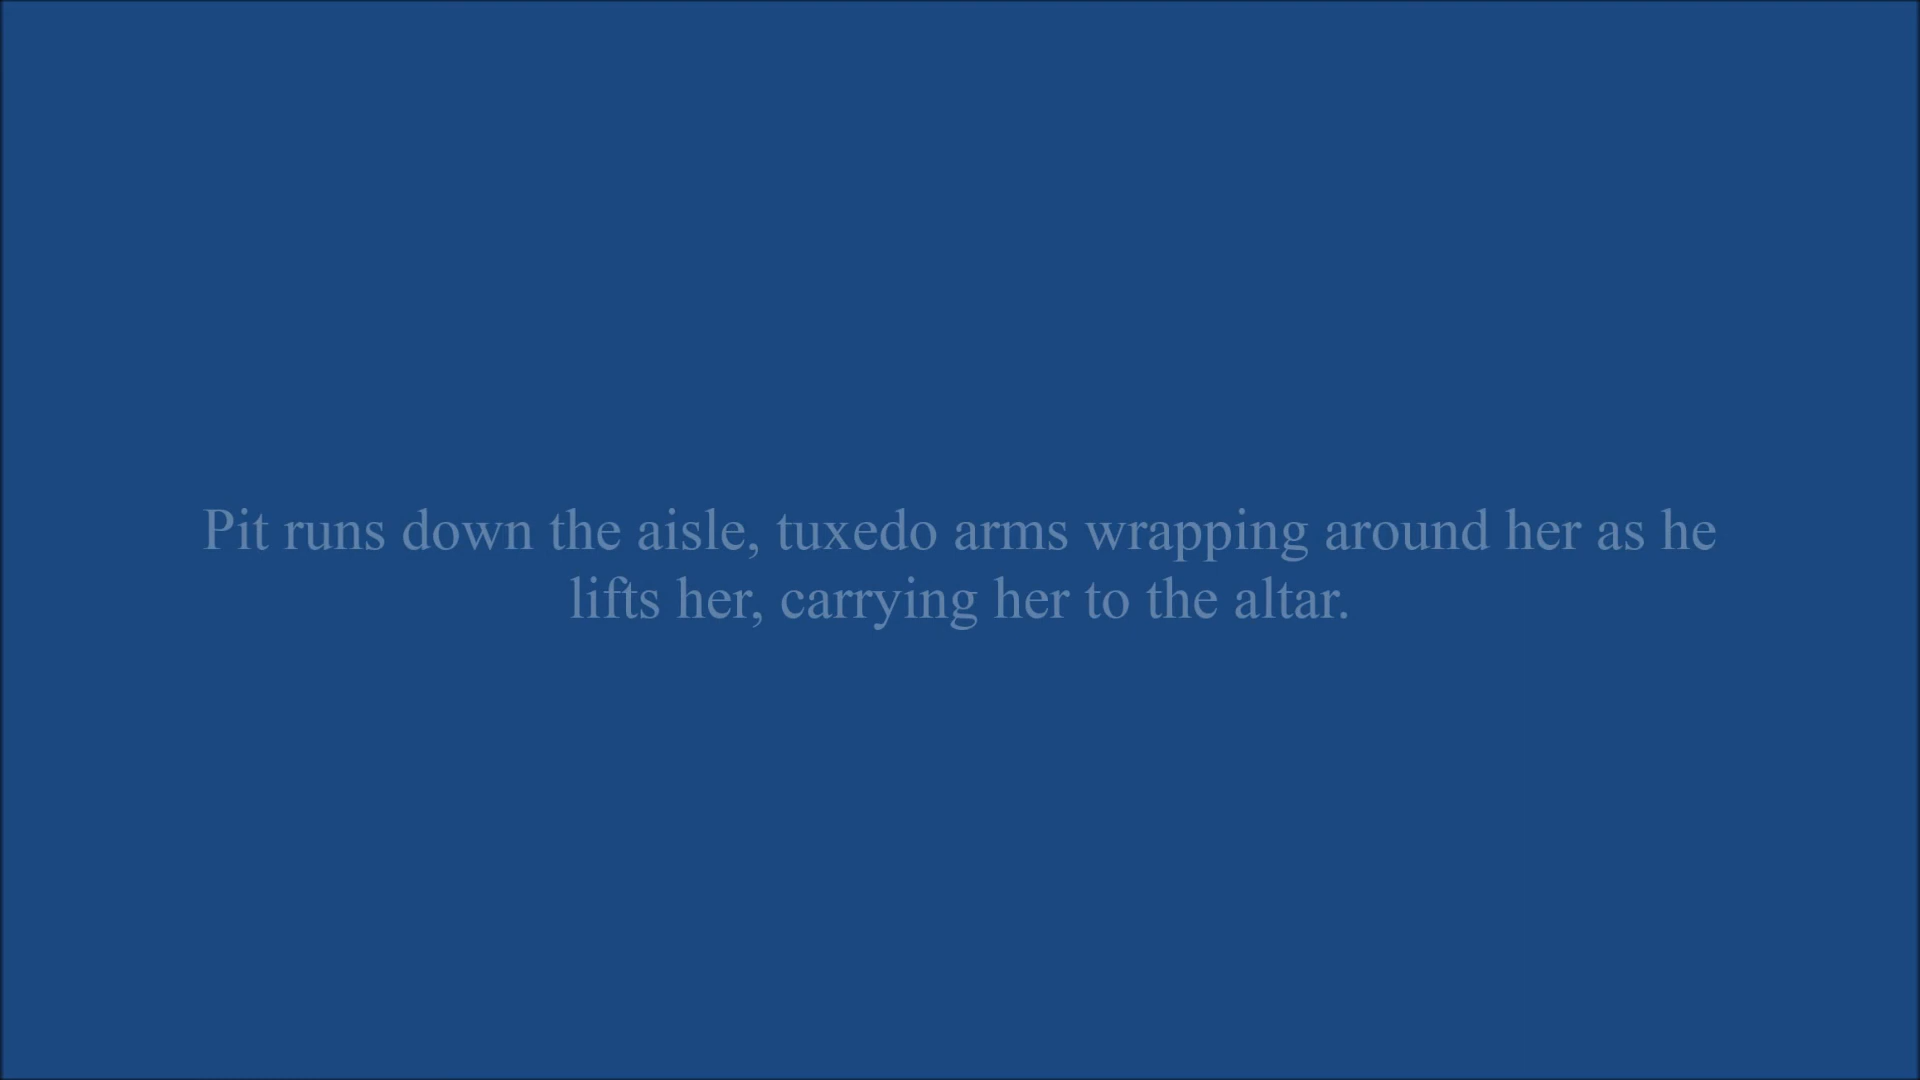 Pit runs down the aisle, tuxedo arms wrapping around her as he
lifts her, carrying her to the altar.